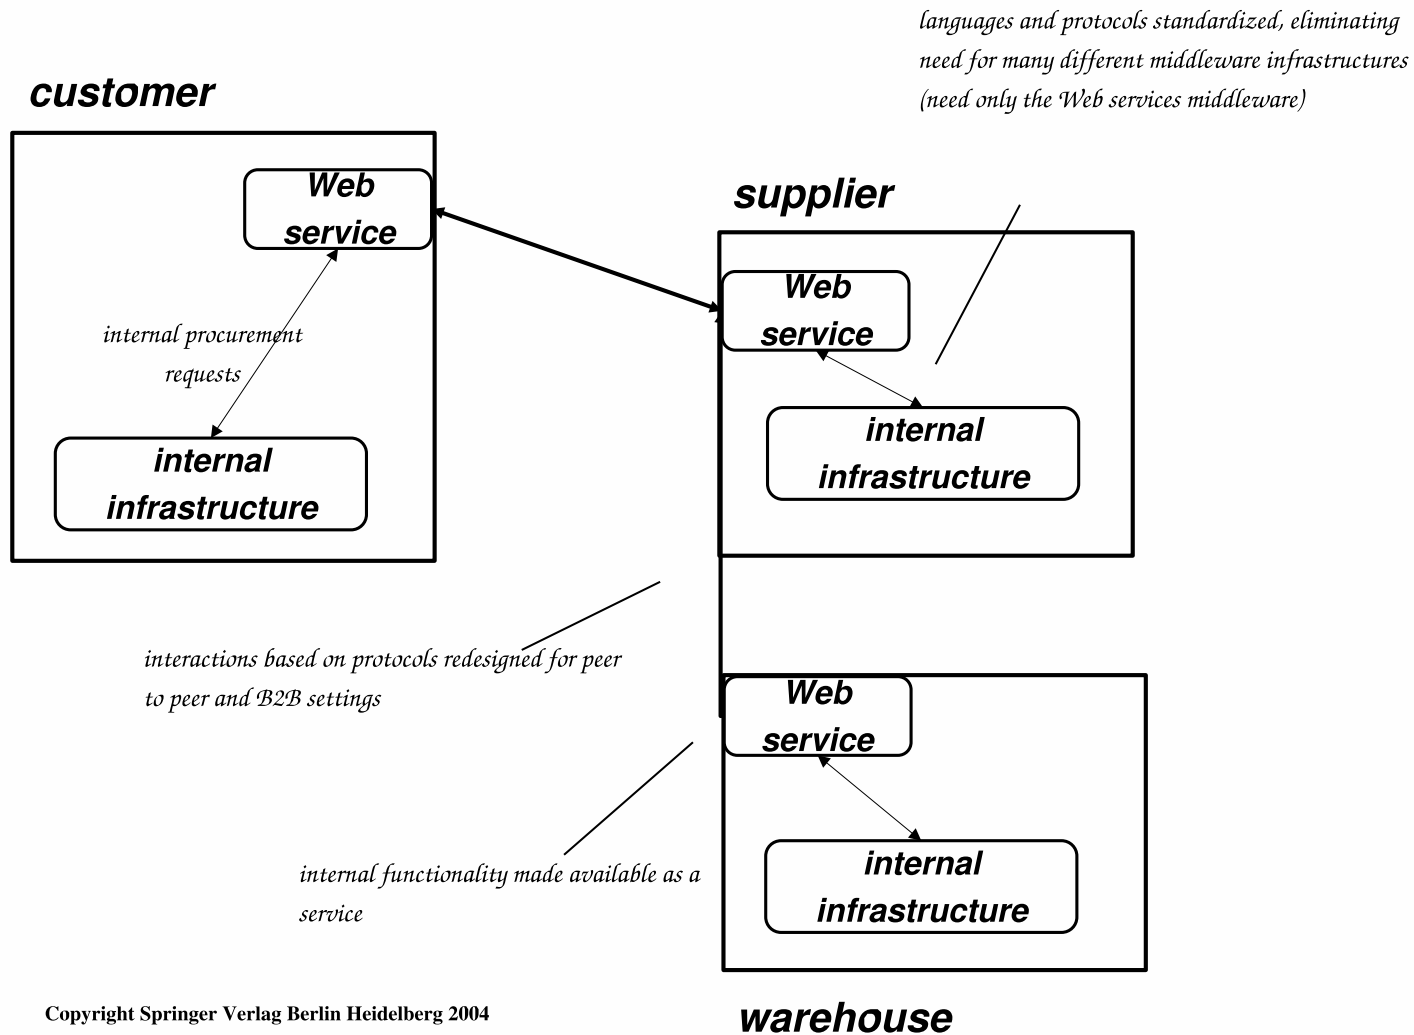 languages and protocols standardized, eliminating
need for many different middleware infrastructures
(need only the Web services middleware)
customer
Web
service
internal procurement
requests
internal
infrastructure
supplier
Web
service
internal
infrastructure
interactions based on protocols redesigned for peer
to peer and B2B settings
Web
service
internal
infrastructure
internal functionality made available as a
service
warehouse
Copyright Springer Verlag Berlin Heidelberg 2004